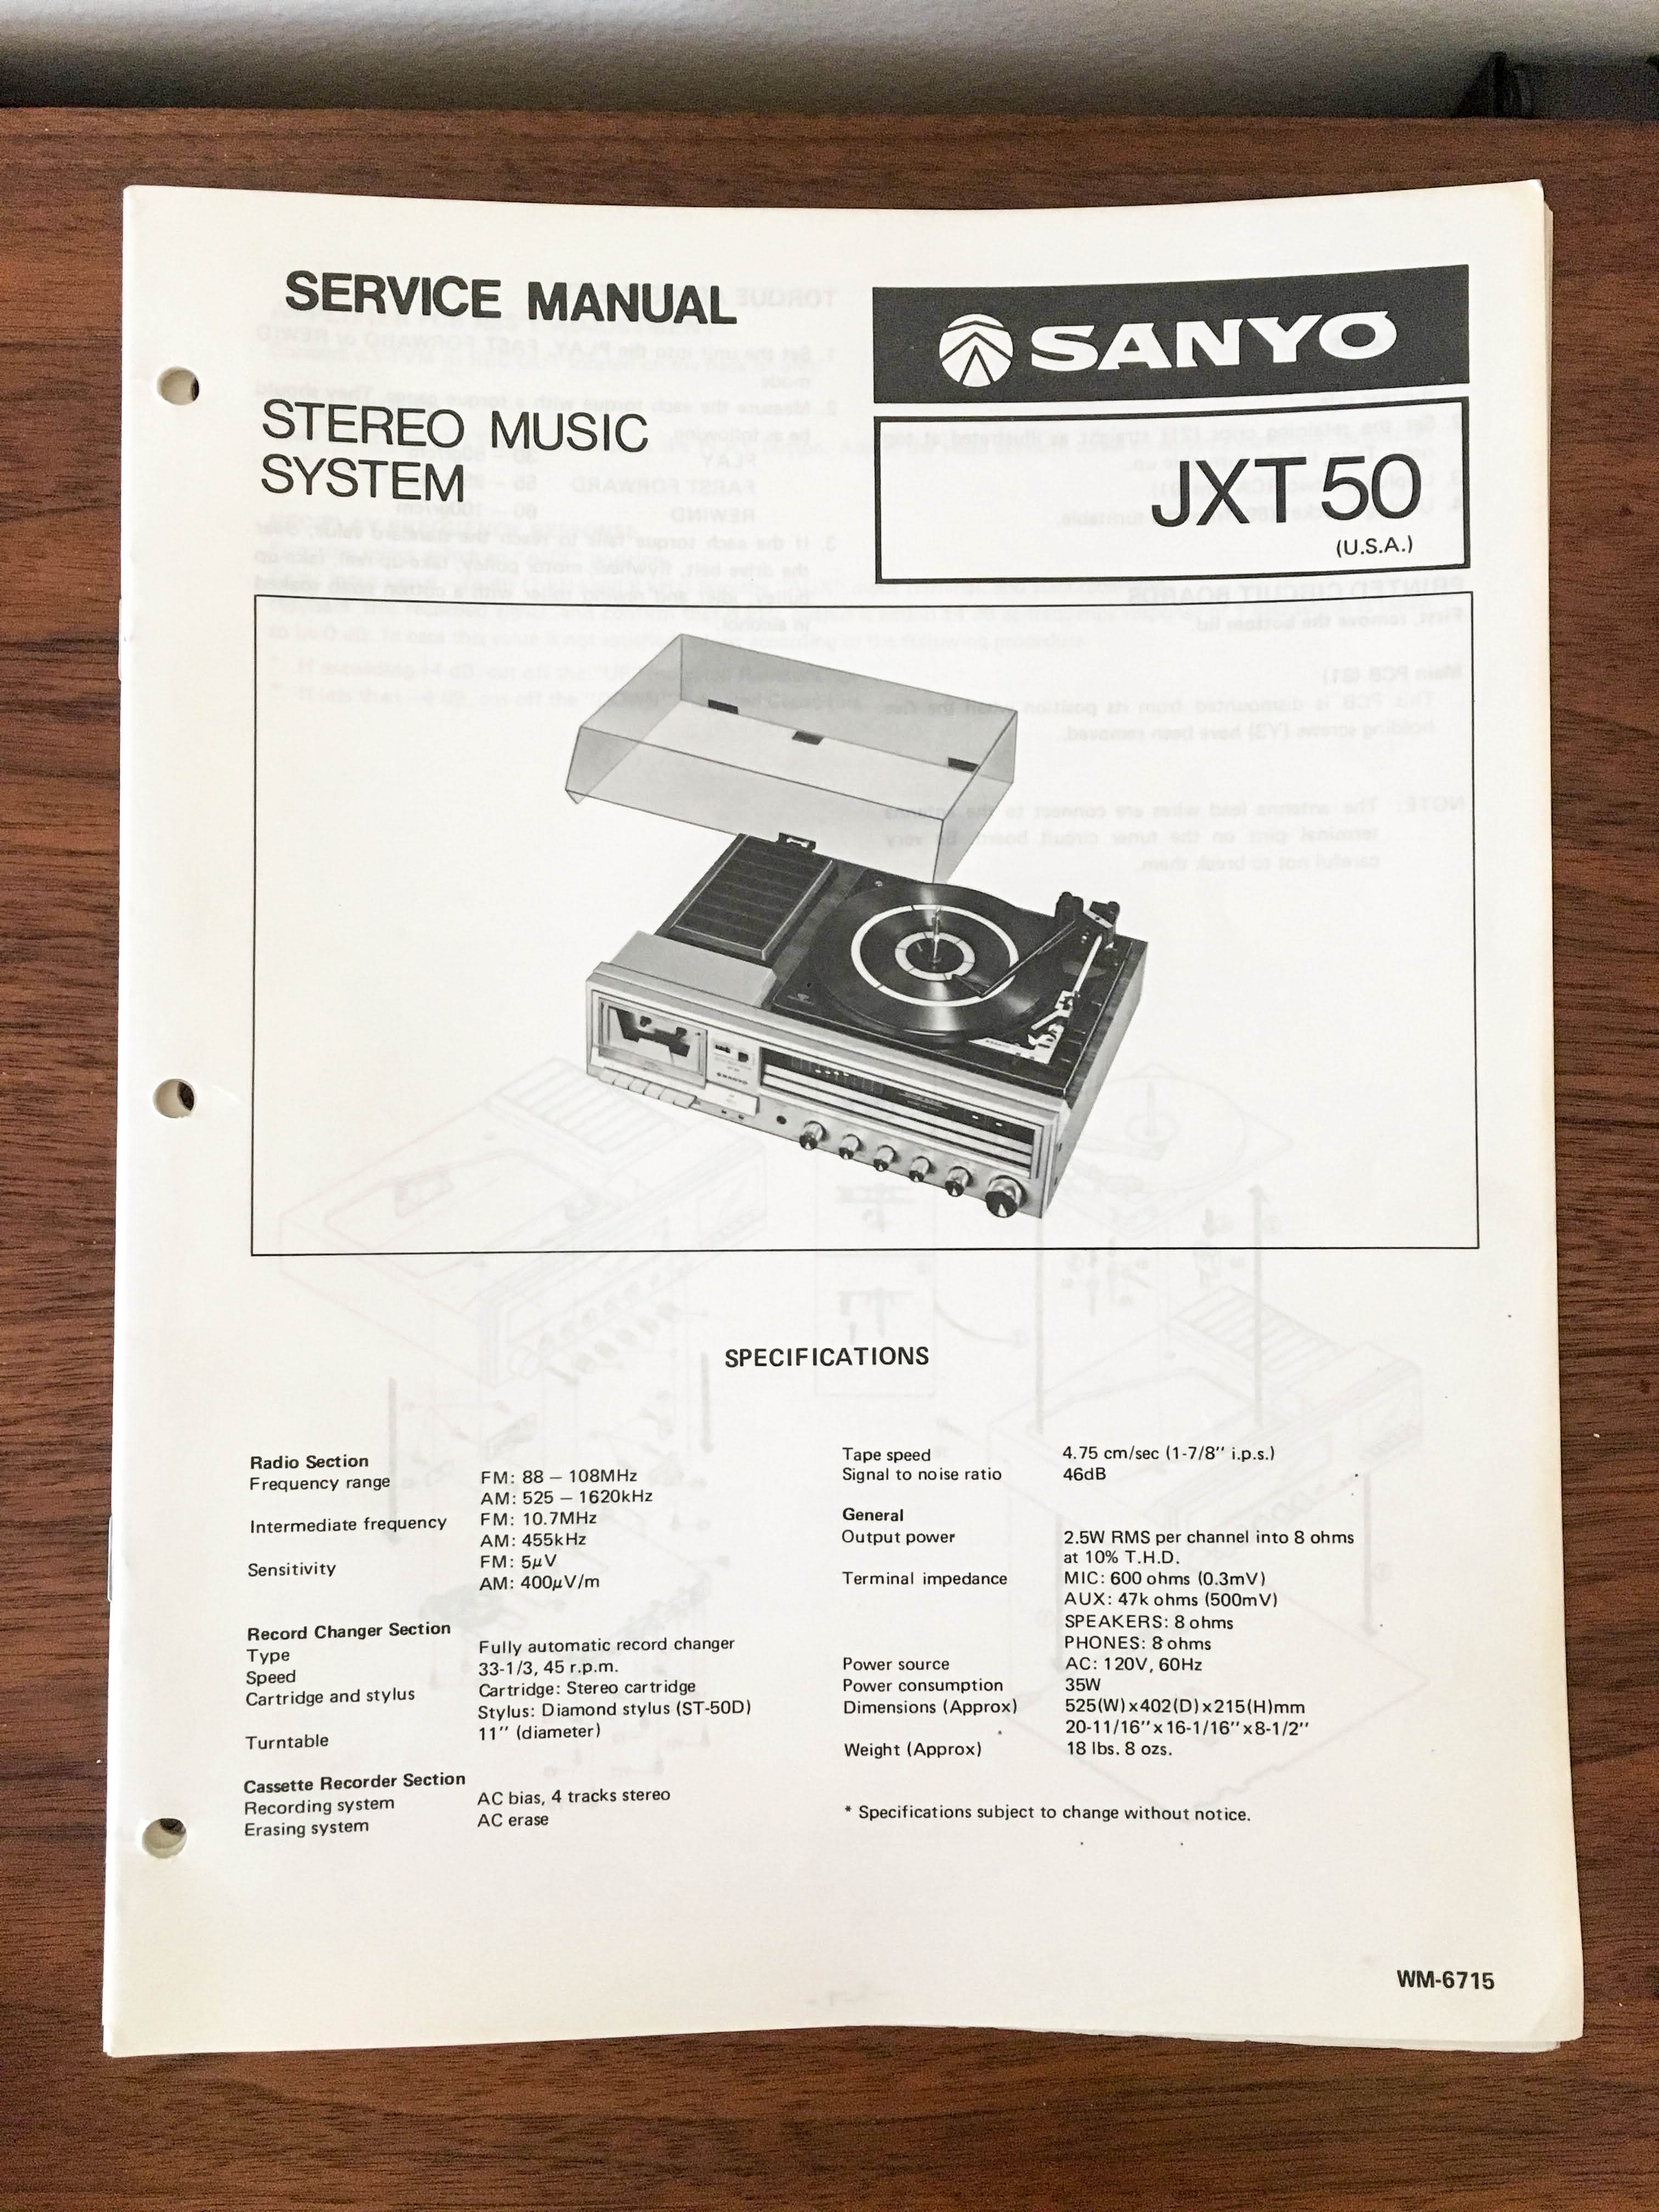 SERVICE MANUAL
SANYO
STEREO MUSIC
SYSTEM
JXT 50
(U.S.A.)
SANYO
SPECIFICATIONS
Radio Section
Frequency range FM: 88 – 108MHz
AM: 525 – 1620kHz
Intermediate frequency FM: 10.7MHz
AM: 455kHz
Sensitivity FM: 5μV
AM: 400μV/m
Record Changer Section
Type Fully automatic record changer
Speed 33-1/3, 45 r.p.m.
Cartridge and stylus Cartridge: Stereo cartridge
Stylus: Diamond stylus (ST-50D)
Turntable 11" (diameter)
Cassette Recorder Section
Recording system AC bias, 4 tracks stereo
Erasing system AC erase
Tape speed 4.75 cm/sec (1-7/8" i.p.s.)
Signal to noise ratio 46dB
General
Output power 2.5W RMS per channel into 8 ohms
at 10% T.H.D.
Terminal impedance MIC: 600 ohms (0.3mV)
AUX: 47k ohms (500mV)
SPEAKERS: 8 ohms
PHONES: 8 ohms
Power source AC: 120V, 60Hz
Power consumption 35W
Dimensions (Approx) 525(W)x402(D)x215(H)mm
20-11/16"x16-1/16"x8-1/2"
Weight (Approx) 18 lbs. 8 ozs.
* Specifications subject to change without notice.
WM-6715